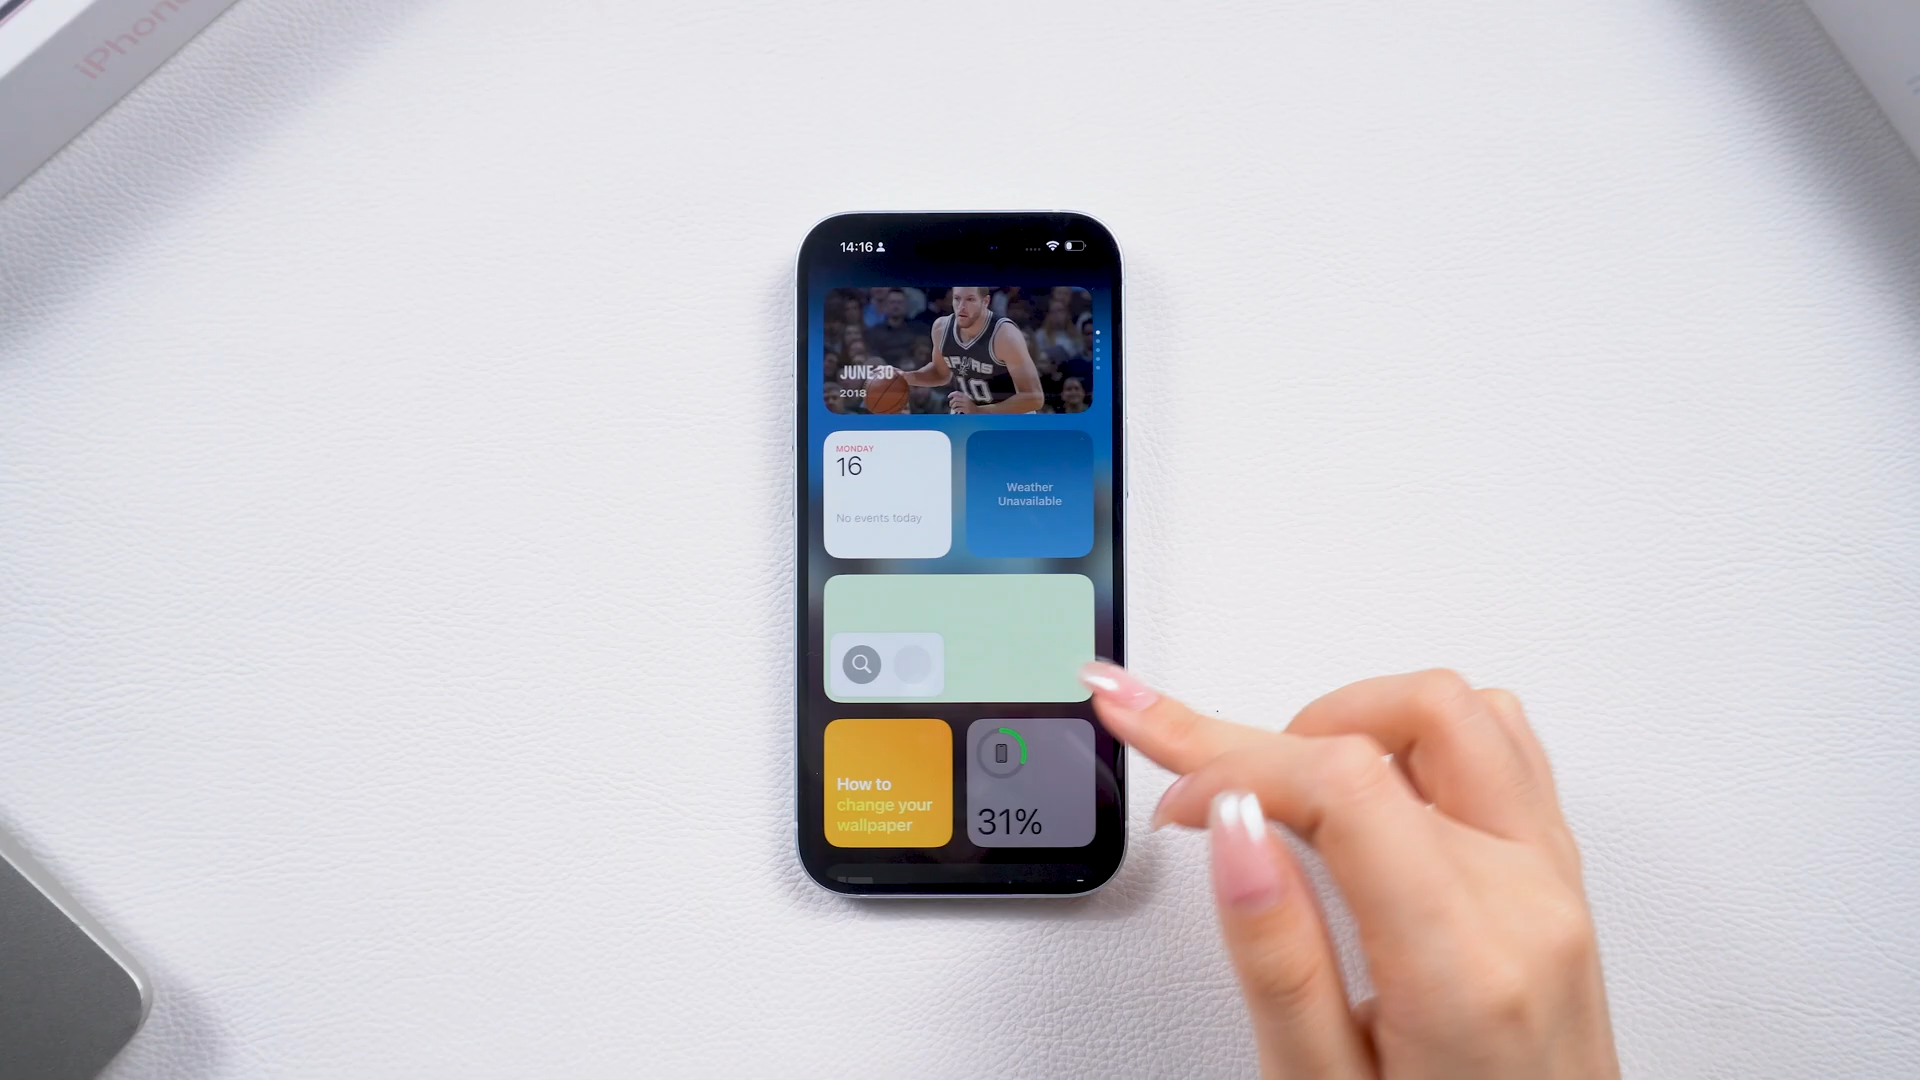 iPhone
14:16
SPURS
10
JUNE 30
2018
MONDAY
16
No events today
Weather
Unavailable
How to
change your
wallpaper
31%